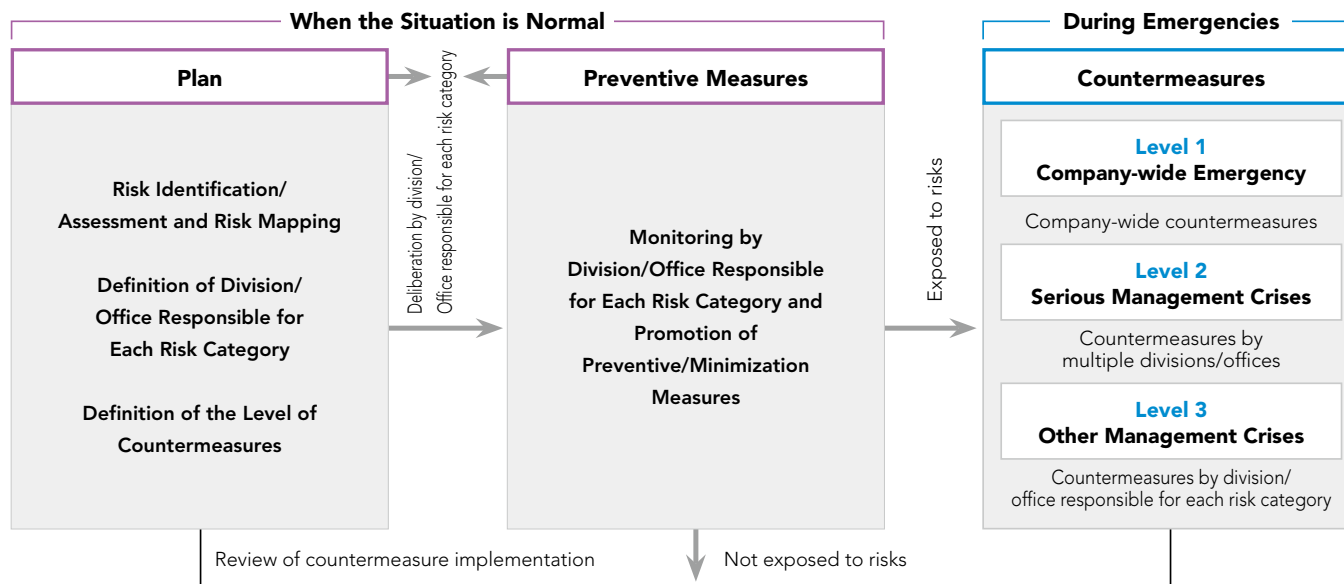 When the Situation is Normal
During Emergencies
Plan
Deliberation by division/
Office responsible for each risk category
Preventive Measures
Countermeasures
Risk Identification/
Assessment and Risk Mapping
Definition of Division/
Office Responsible for
Each Risk Category
Definition of the Level of
Countermeasures
Monitoring by
Division/Office Responsible
for Each Risk Category and
Promotion of
Preventive/Minimization
Measures
Exposed to risks
Level 1
Company-wide Emergency
Company-wide countermeasures
Level 2
Serious Management Crises
Countermeasures by
multiple divisions/offices
Level 3
Other Management Crises
Countermeasures by division/
office responsible for each risk category
Review of countermeasure implementation
Not exposed to risks